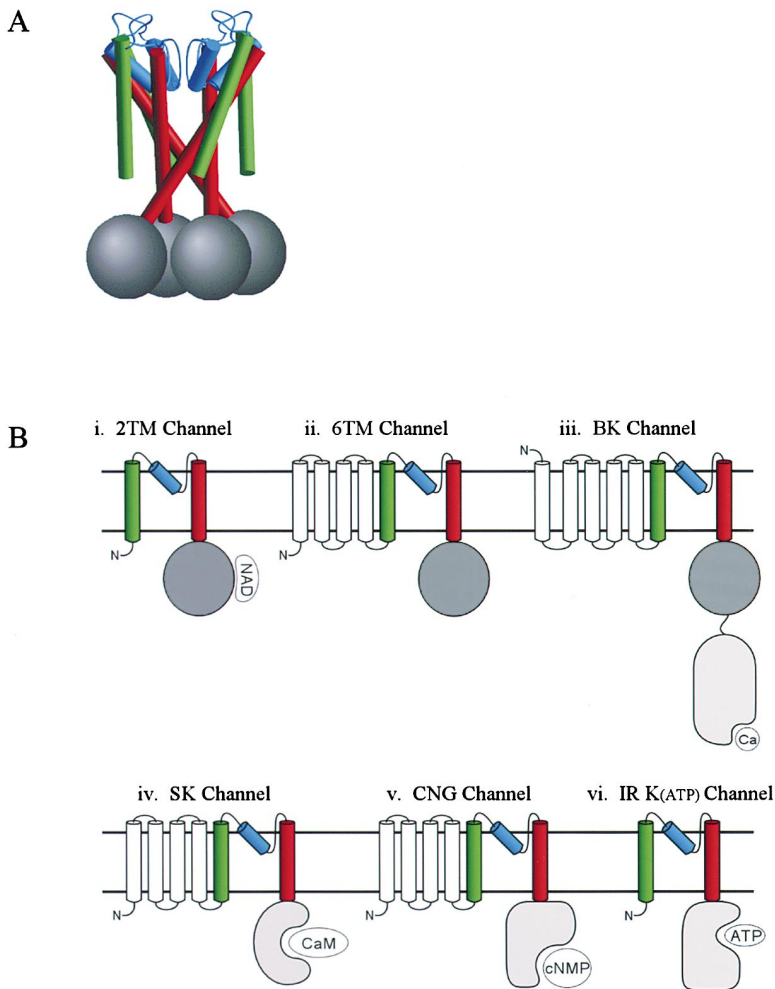 A
B
i. 2TM Channel
ii. 6TM Channel
iii. BK Channel
N
N
N
NAD
Ca
iv. SK Channel
v. CNG Channel
vi. IR K(ATP) Channel
N
CaM
N
cNMP
N
ATP